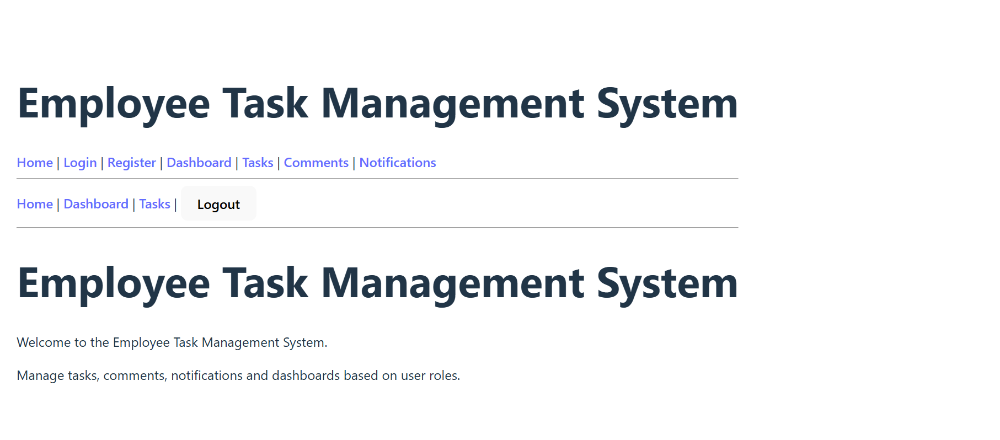 Employee Task Management System
Home | Login | Register | Dashboard | Tasks | Comments | Notifications
Home | Dashboard | Tasks | Logout
Employee Task Management System
Welcome to the Employee Task Management System.
Manage tasks, comments, notifications and dashboards based on user roles.